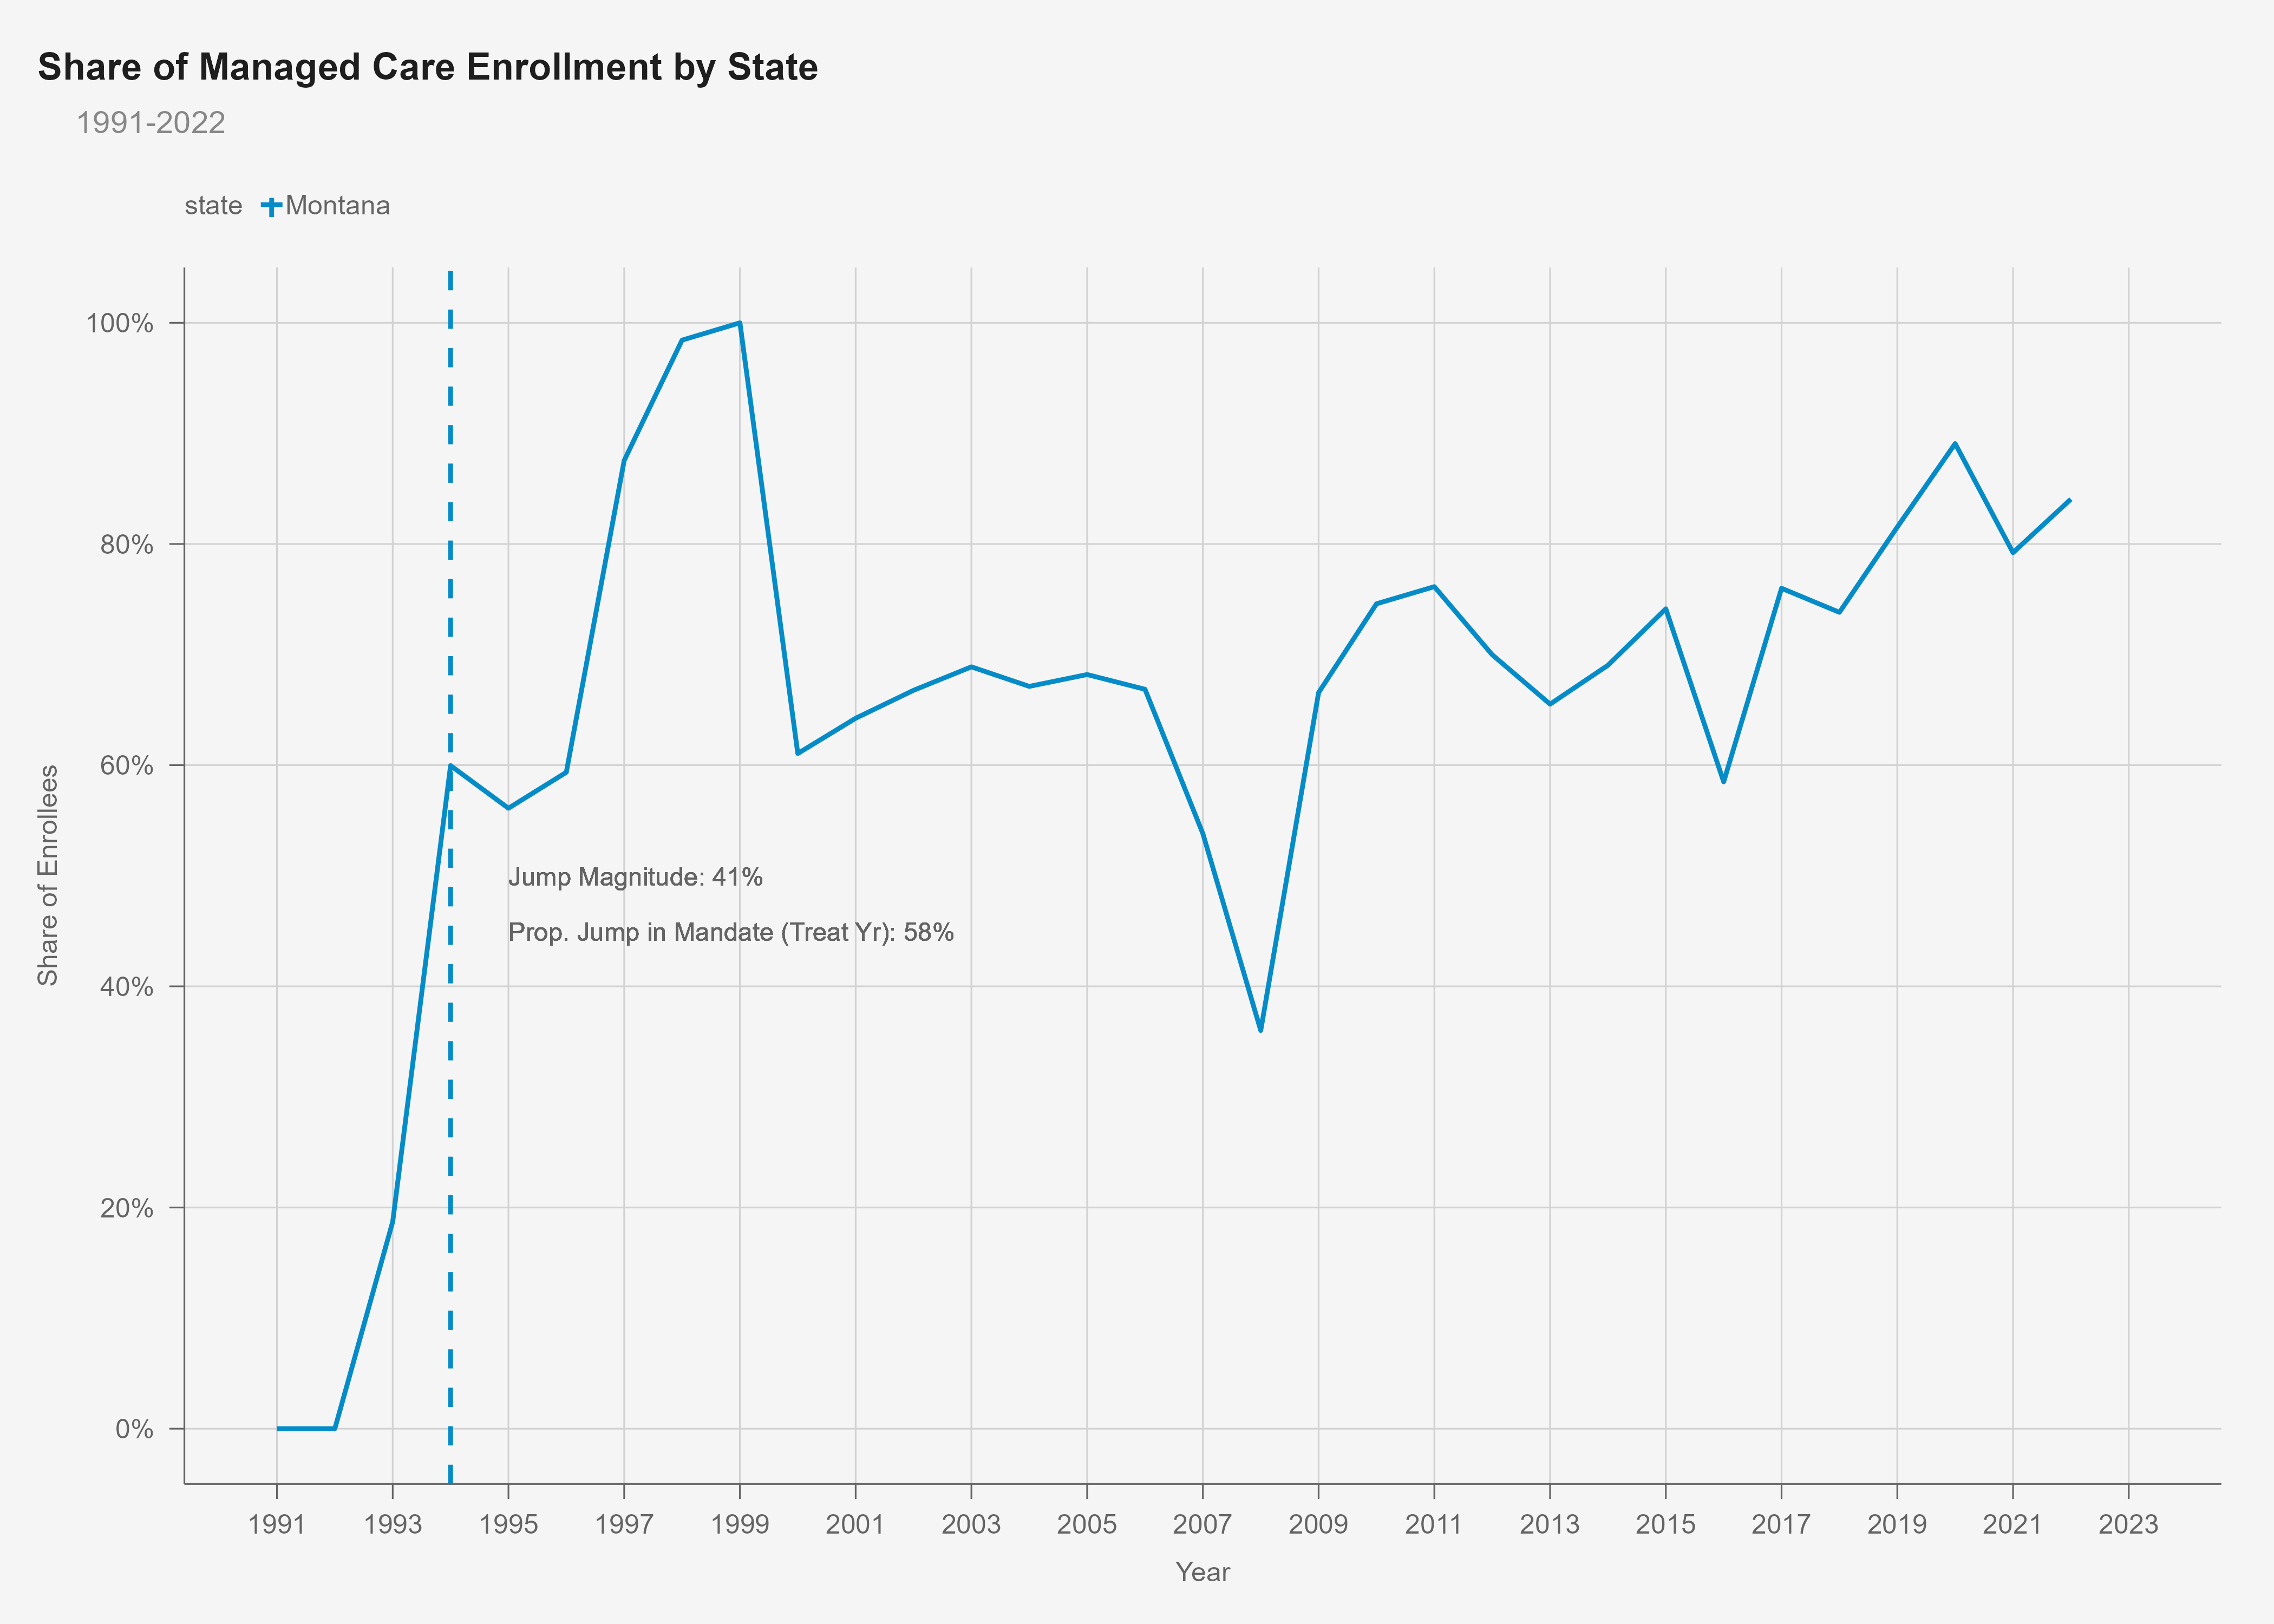 Share of Managed Care Enrollment by State
1991-2022
state Montana
100%
80%
60%
40%
20%
0%
Share of Enrollees
Jump Magnitude: 41%
Prop. Jump in Mandate (Treat Yr): 58%
1991 1993 1995 1997 1999 2001 2003 2005 2007 2009 2011 2013 2015 2017 2019 2021 2023
Year